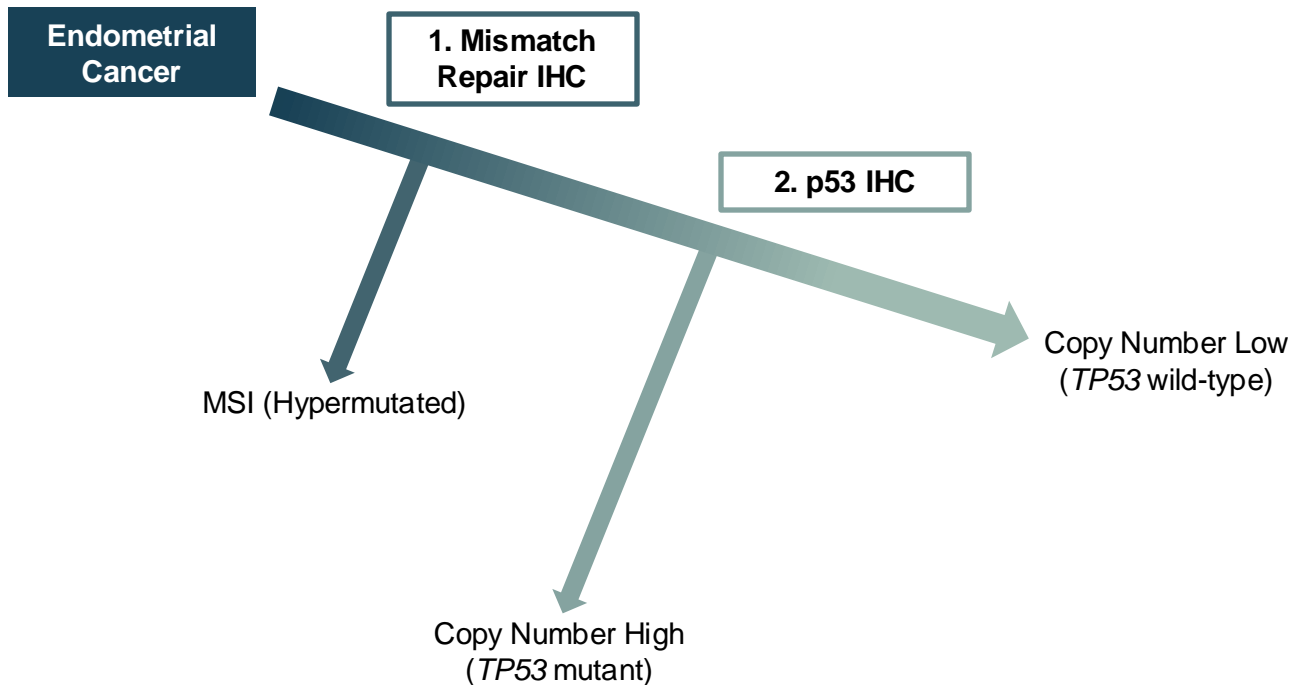 Endometrial
Cancer
1. Mismatch
Repair IHC
2. p53 IHC
Copy Number Low
(TP53 wild-type)
MSI (Hypermutated)
Copy Number High
(TP53 mutant)